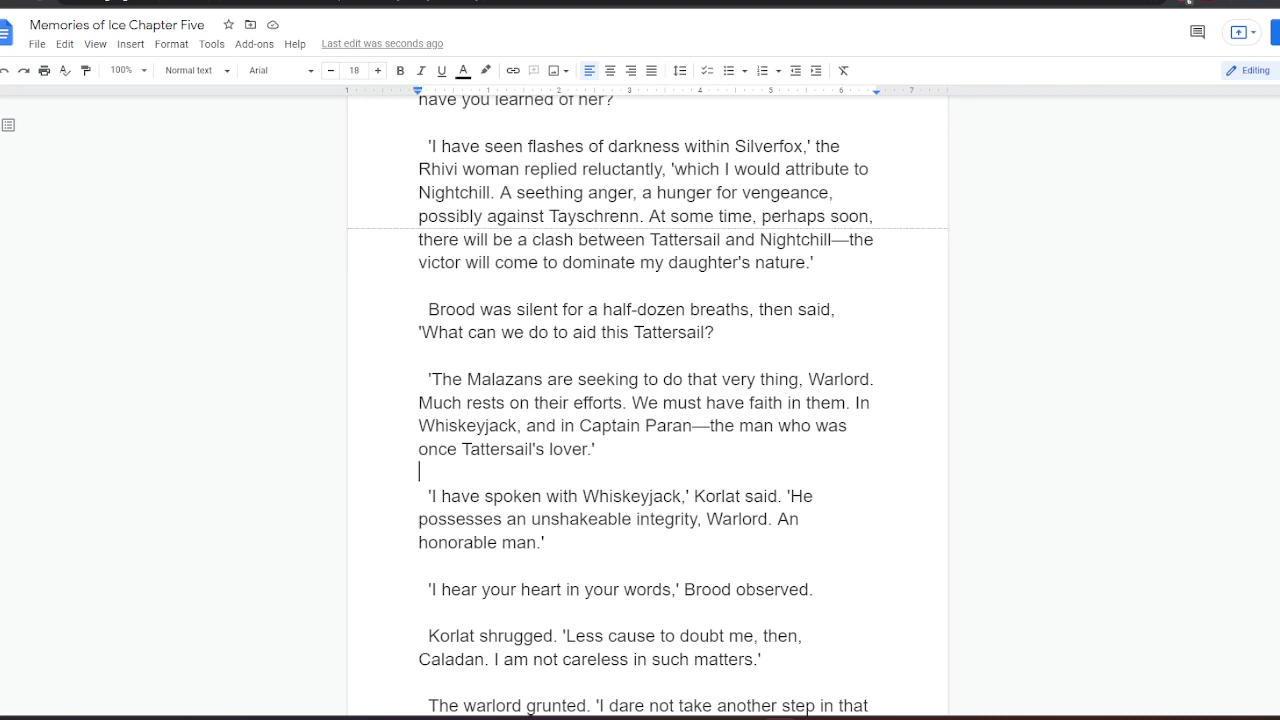 Memories of Ice Chapter Five
File Edit View Insert Format Tools Add-ons Help Last edit was seconds ago
100% Normal text Arial 18 B I U A Editing
1 1 2 3 4 5 6 7
have you learned of her?
'I have seen flashes of darkness within Silverfox,' the
Rhivi woman replied reluctantly, 'which I would attribute to
Nightchill. A seething anger, a hunger for vengeance,
possibly against Tayschrenn. At some time, perhaps soon,
there will be a clash between Tattersail and Nightchill—the
victor will come to dominate my daughter's nature.'
Brood was silent for a half-dozen breaths, then said,
'What can we do to aid this Tattersail?
'The Malazans are seeking to do that very thing, Warlord.
Much rests on their efforts. We must have faith in them. In
Whiskeyjack, and in Captain Paran—the man who was
once Tattersail's lover.'
'I have spoken with Whiskeyjack,' Korlat said. 'He
possesses an unshakeable integrity, Warlord. An
honorable man.'
'I hear your heart in your words,' Brood observed.
Korlat shrugged. 'Less cause to doubt me, then,
Caladan. I am not careless in such matters.'
The warlord grunted. 'I dare not take another step in that